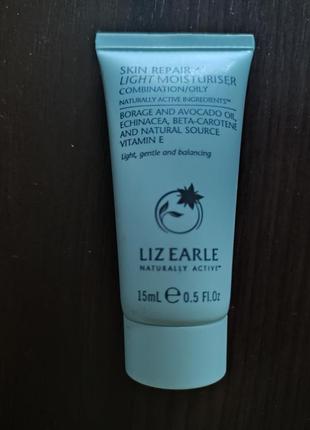 SKIN REPAIR
LIGHT MOISTURISER
COMBINATION/OILY
NATURALLY ACTIVE INGREDIENTS™
BORAGE AND AVOCADO OIL,
ECHINACEA, BETA-CAROTENE
AND NATURAL SOURCE
VITAMIN E
Light, gentle and balancing
LIZ EARLE
NATURALLY ACTIVE™
15mL ℮ 0.5 Fl.Oz